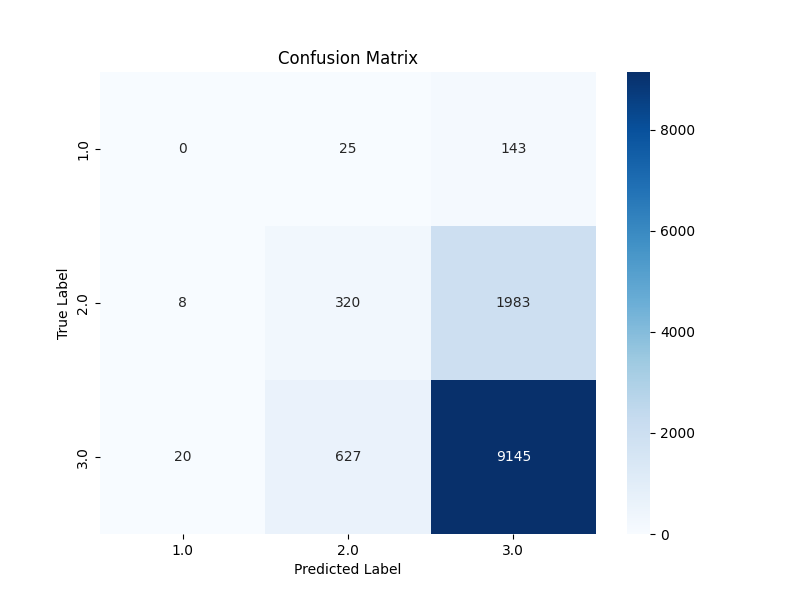 Confusion Matrix
1.0 0 25 143
2.0 8 320 1983
3.0 20 627 9145
1.0 2.0 3.0
Predicted Label
True Label
8000
6000
4000
2000
0